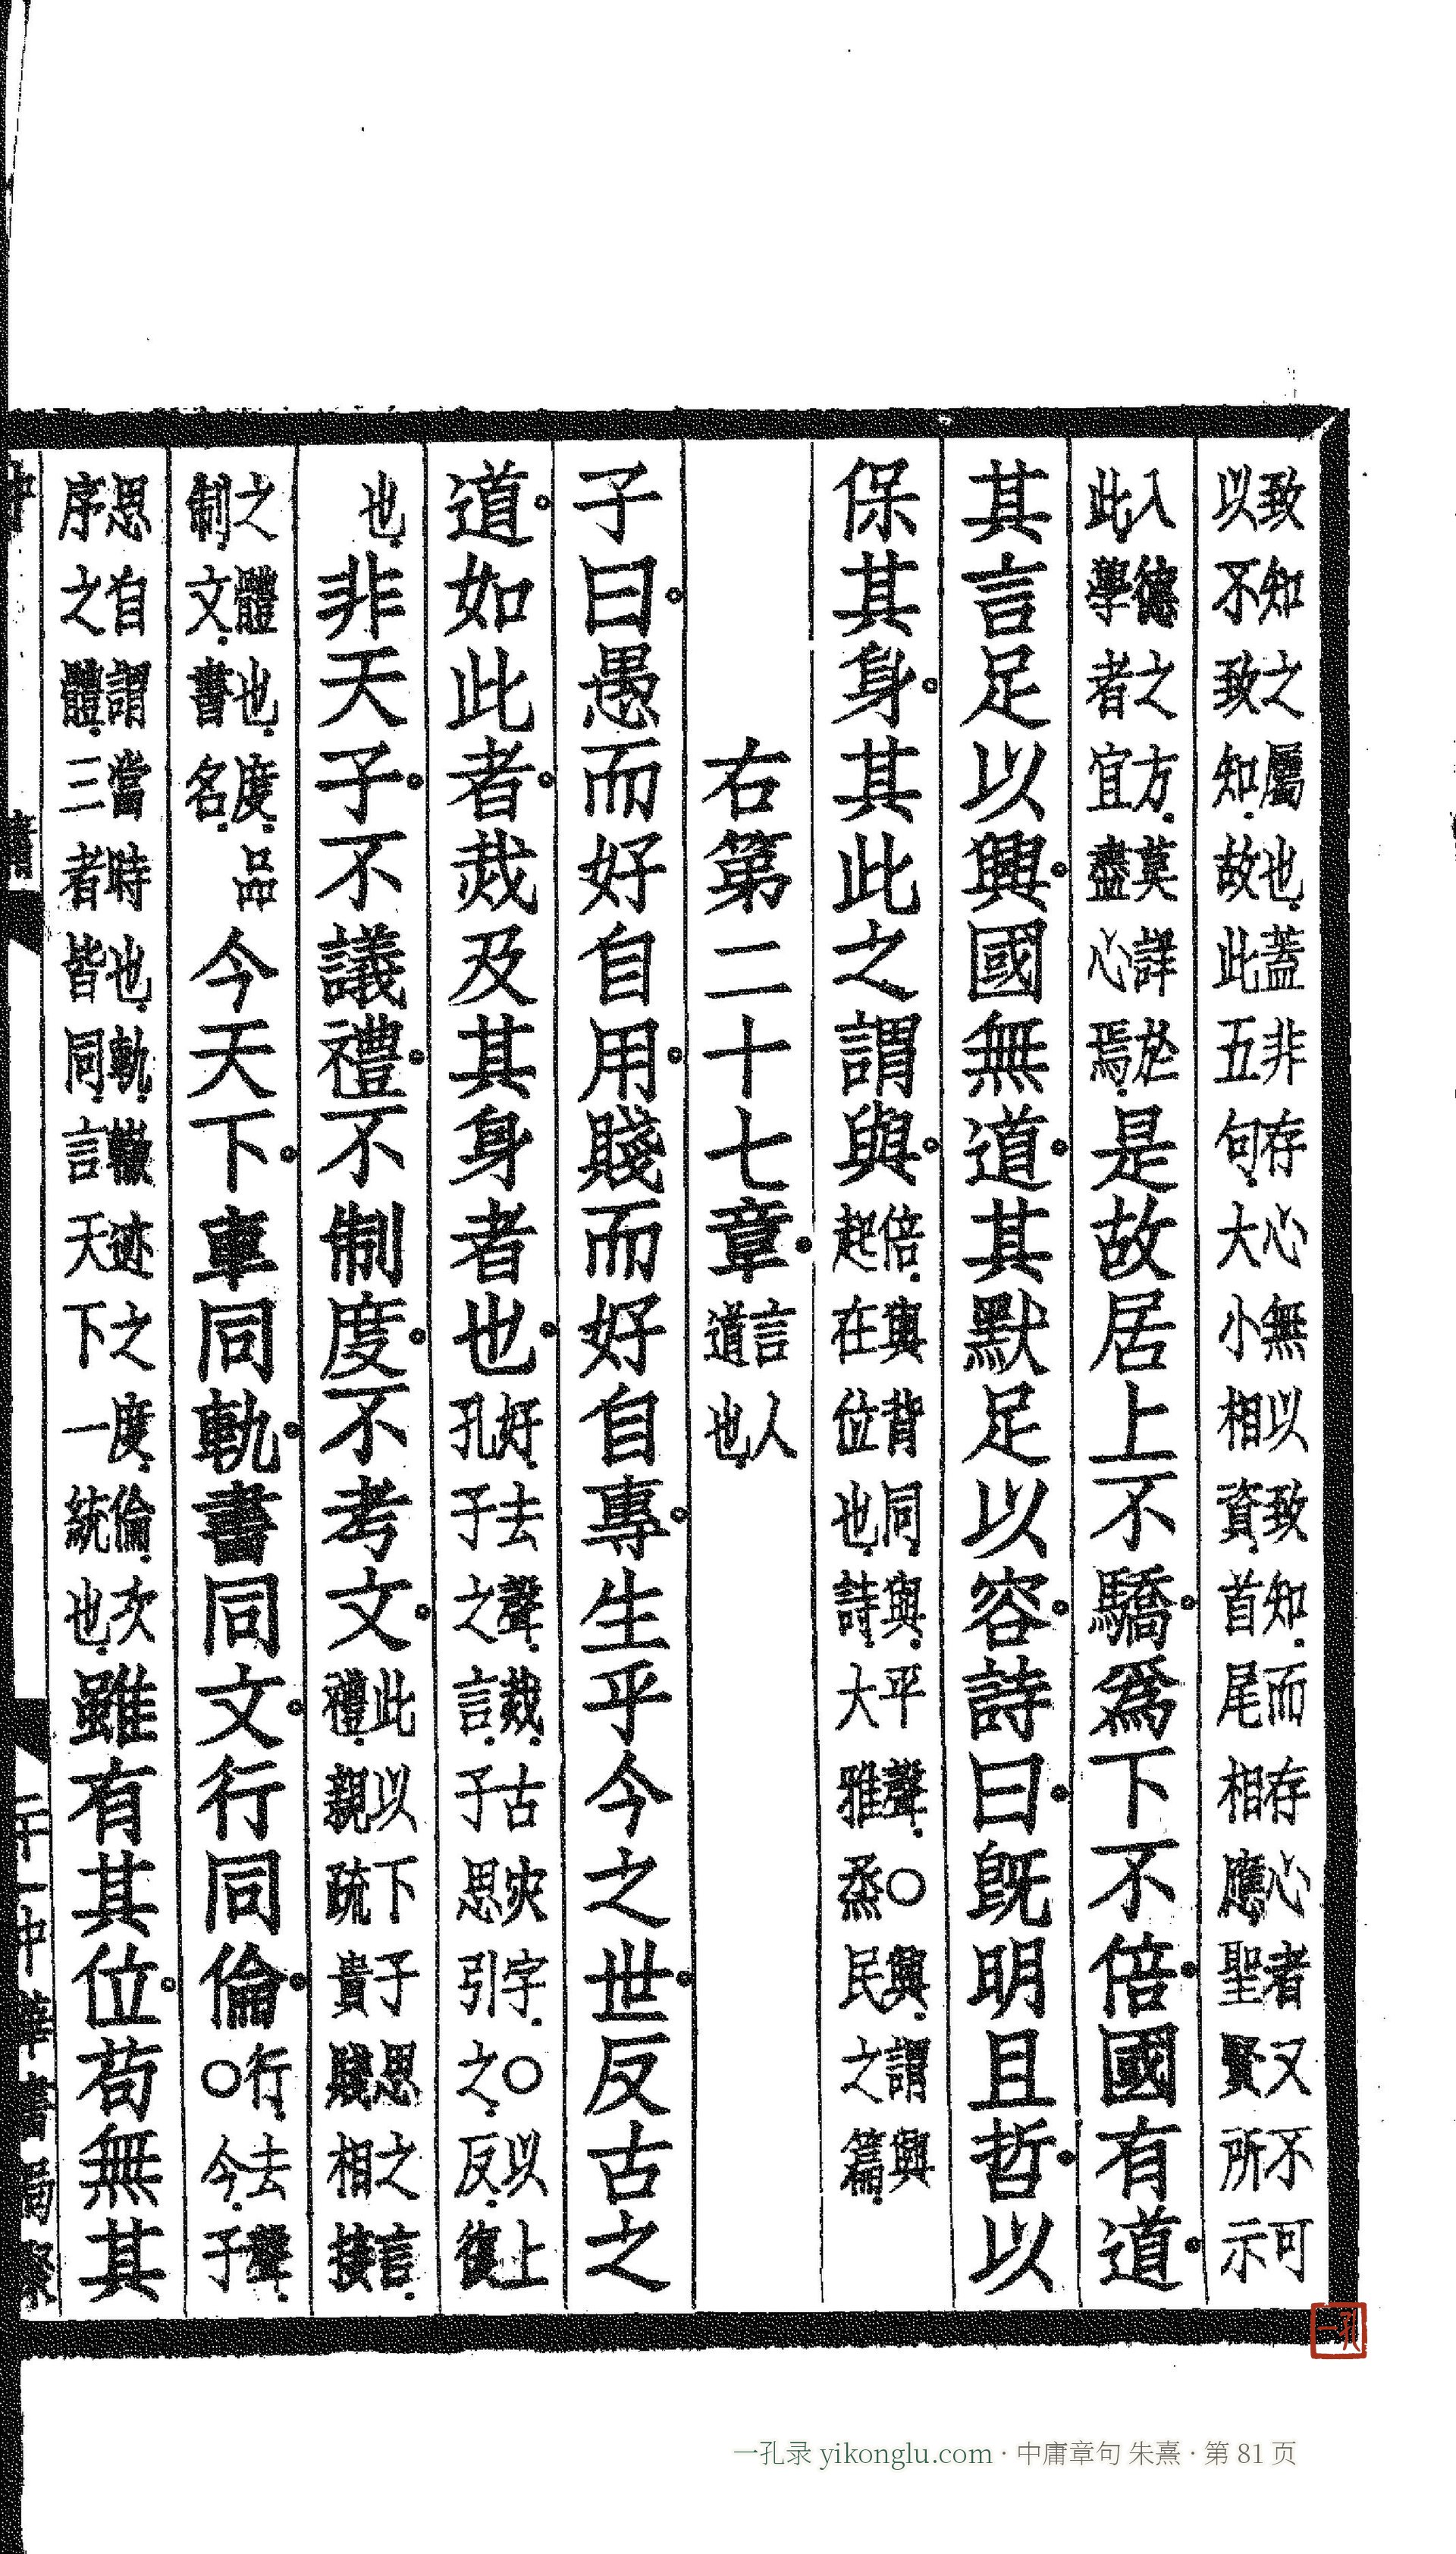 致知之屬也蓋非存心無以致知而存心者又不可
以不致知故此五句大小相資首尾相應聖賢所示
入德之方莫詳於
此學者宜盡心焉
是故居上不驕爲下不倍國有道
其言足以興國無道其默足以容詩曰旣明且哲以
保其身其此之謂與
倍與背同與平聲○興謂興
起在位也詩大雅烝民之篇
右第二十七章
言人
道也
子曰愚而好自用賤而好自專生乎今之世反古之
道如此者烖及其身者也
好去聲烖古灾字○以上
孔子之言子思引之反復
也
非天子不議禮不制度不考文
此以下子思之言
禮親疏貴賤相接
之體也度品
制文書名
今天下車同軌書同文行同倫
行去聲
○今子
思自謂當時也軌轍迹之度倫次
序之體三者皆同言天下一統也
雖有其位苟無其
二十一中華書局聚
一孔
一孔录 yikonglu.com · 中庸章句 朱熹 · 第 81 页